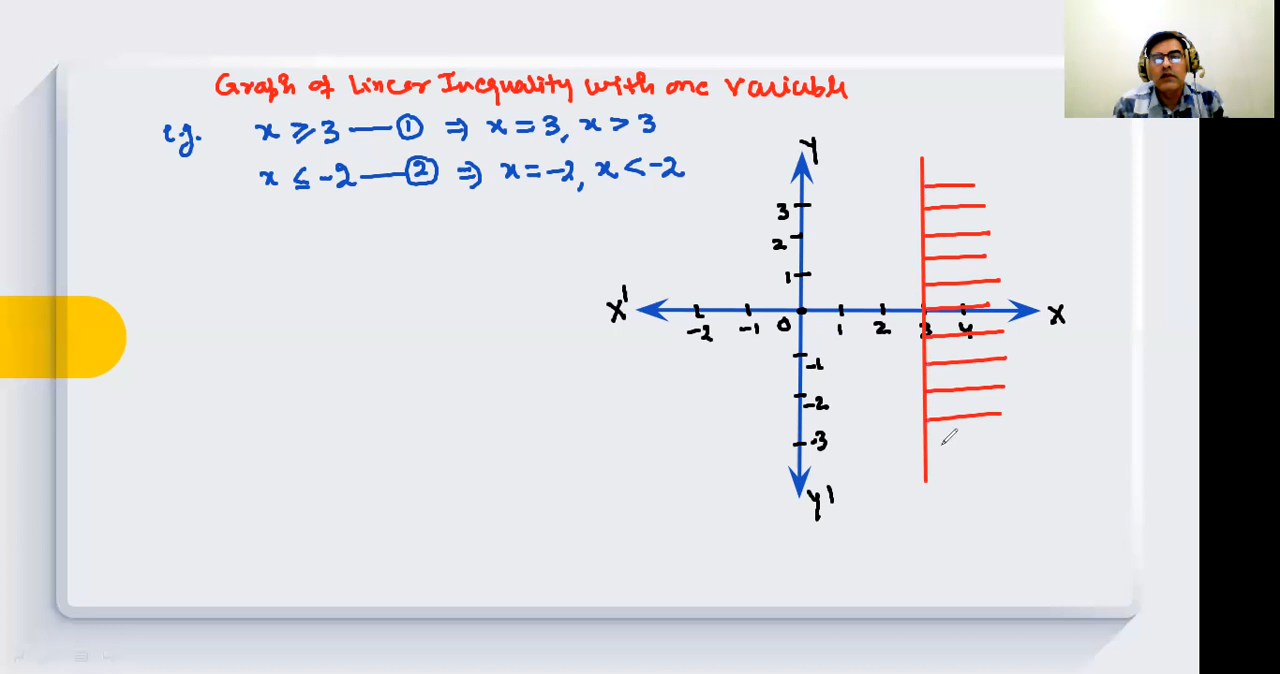 Graph of Linear Inequality with one variable
e.g. x ≥ 3 — ① ⇒ x = 3, x > 3
x ≤ -2 — ② ⇒ x = -2, x < -2
Y
3
2
1
X' -2 -1 0 1 2 3 4 X
-1
-2
-3
Y'